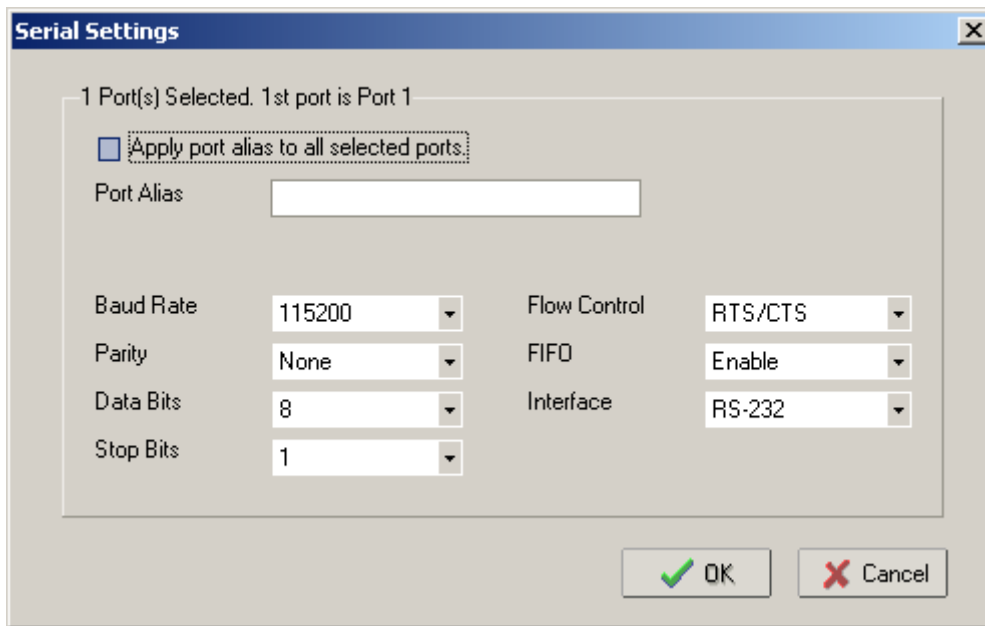 Serial Settings
1 Port(s) Selected. 1st port is Port 1
Apply port alias to all selected ports.
Port Alias
Baud Rate 115200 Flow Control RTS/CTS
Parity None FIFO Enable
Data Bits 8 Interface RS-232
Stop Bits 1
OK Cancel